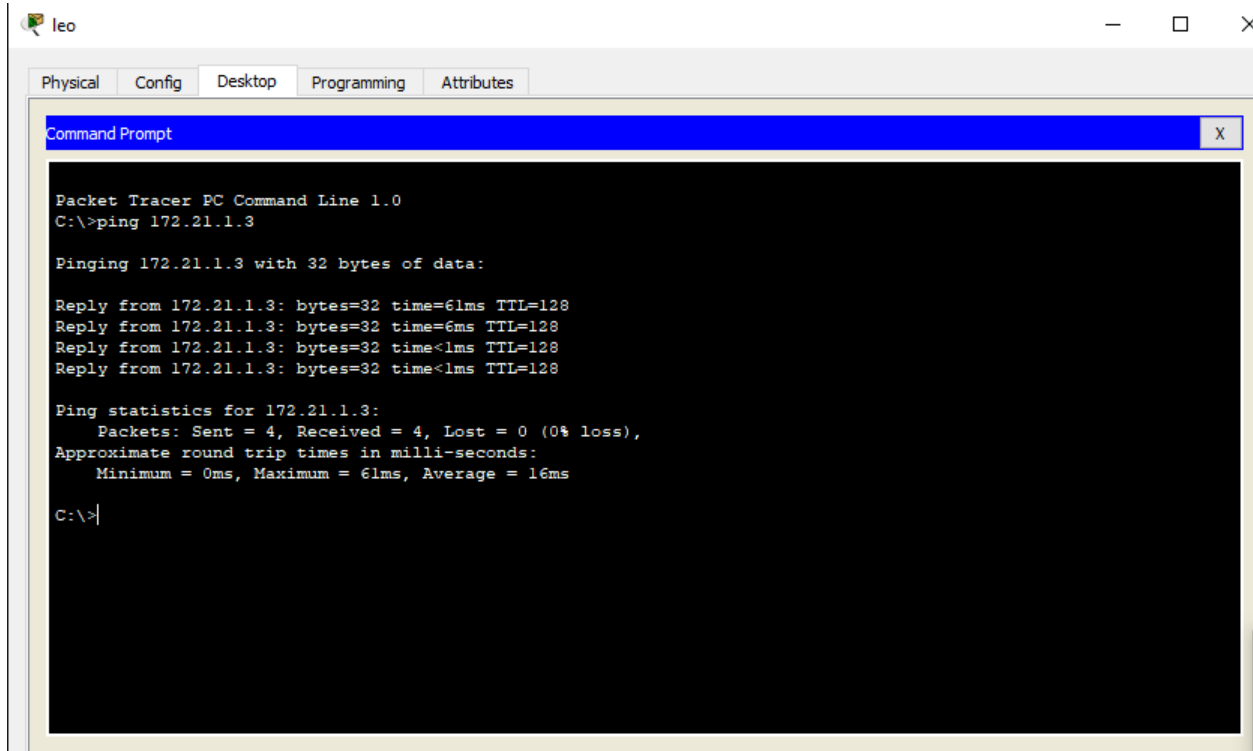 leo
Physical Config Desktop Programming Attributes
Command Prompt
X
Packet Tracer PC Command Line 1.0
C:\>ping 172.21.1.3
Pinging 172.21.1.3 with 32 bytes of data:
Reply from 172.21.1.3: bytes=32 time=61ms TTL=128
Reply from 172.21.1.3: bytes=32 time=6ms TTL=128
Reply from 172.21.1.3: bytes=32 time<1ms TTL=128
Reply from 172.21.1.3: bytes=32 time<1ms TTL=128
Ping statistics for 172.21.1.3:
Packets: Sent = 4, Received = 4, Lost = 0 (0% loss),
Approximate round trip times in milli-seconds:
Minimum = 0ms, Maximum = 61ms, Average = 16ms
C:\>